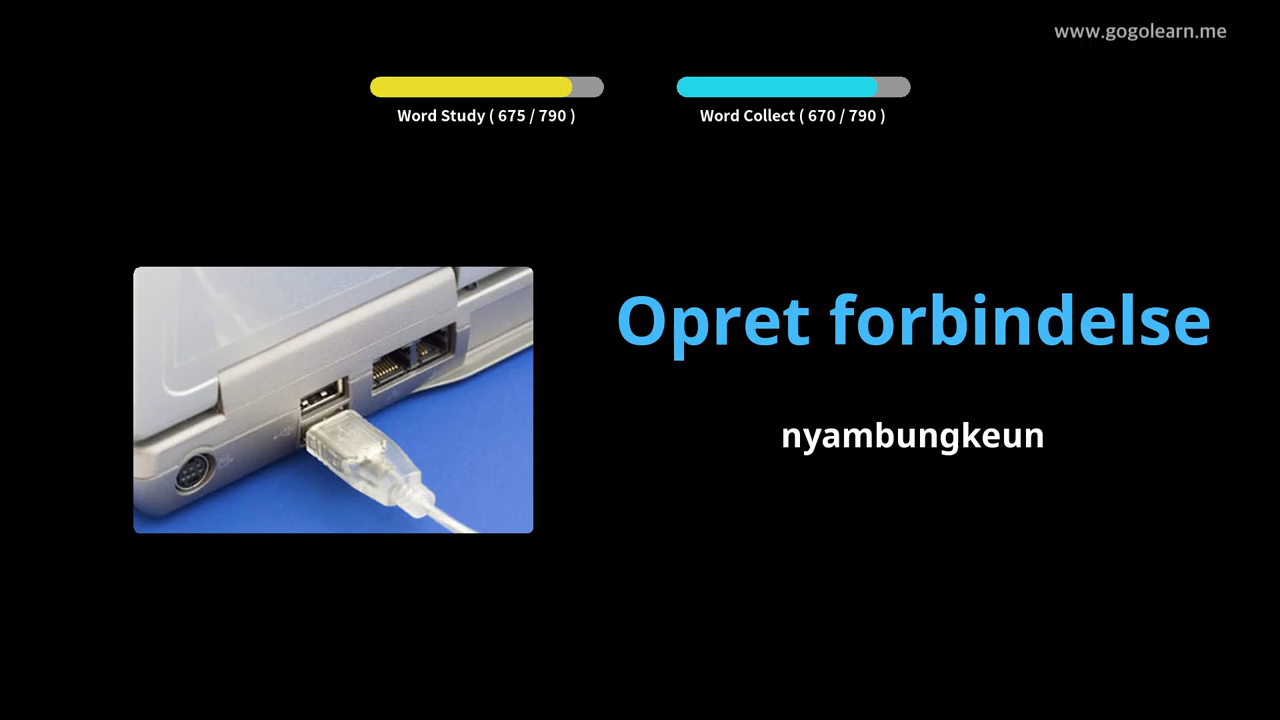 www.gogolearn.me
Word Study ( 675 / 790 )
Word Collect ( 670 / 790 )
Opret forbindelse
nyambungkeun